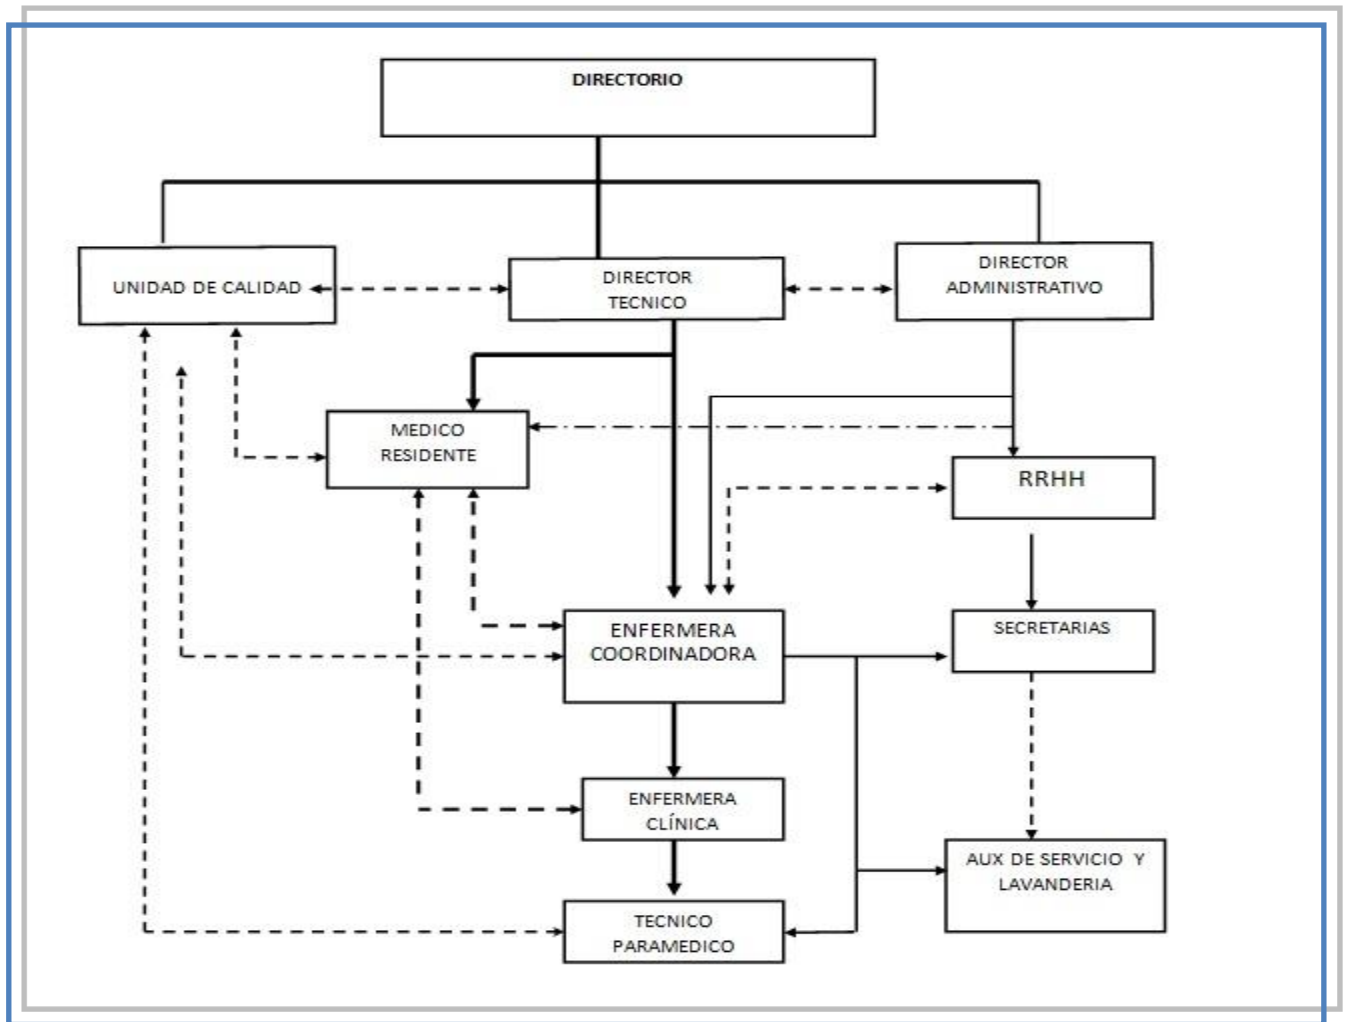 DIRECTORIO
UNIDAD DE CALIDAD
DIRECTOR
TECNICO
DIRECTOR
ADMINISTRATIVO
MEDICO
RESIDENTE
RRHH
ENFERMERA
COORDINADORA
SECRETARIAS
ENFERMERA
CLÍNICA
AUX DE SERVICIO Y
LAVANDERIA
TECNICO
PARAMEDICO